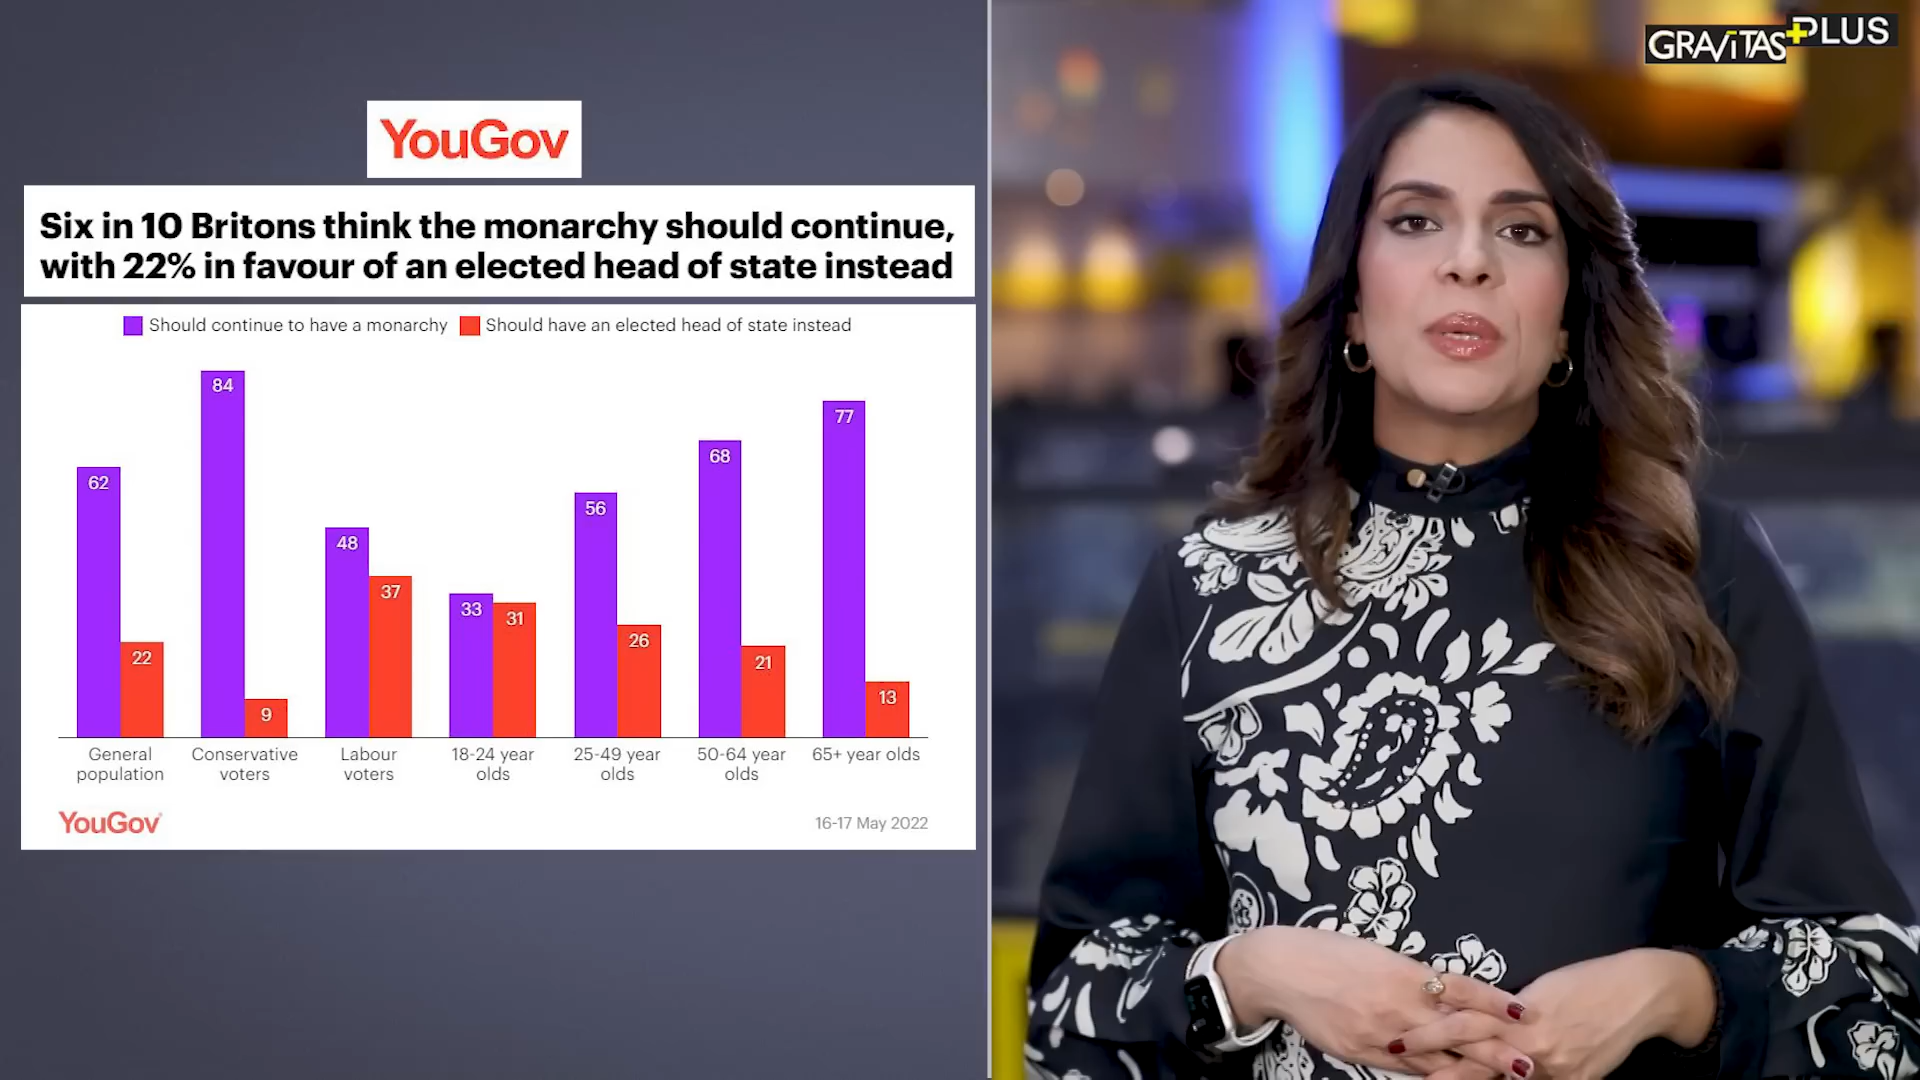 GRAVITAS PLUS
YouGov
Six in 10 Britons think the monarchy should continue,
with 22% in favour of an elected head of state instead
Should continue to have a monarchy Should have an elected head of state instead
62 22 84 9 48 37 33 31 56 26 68 21 77 13
General Conservative Labour 18-24 year 25-49 year 50-64 year 65+ year olds
population voters voters olds olds olds
YouGov 16-17 May 2022